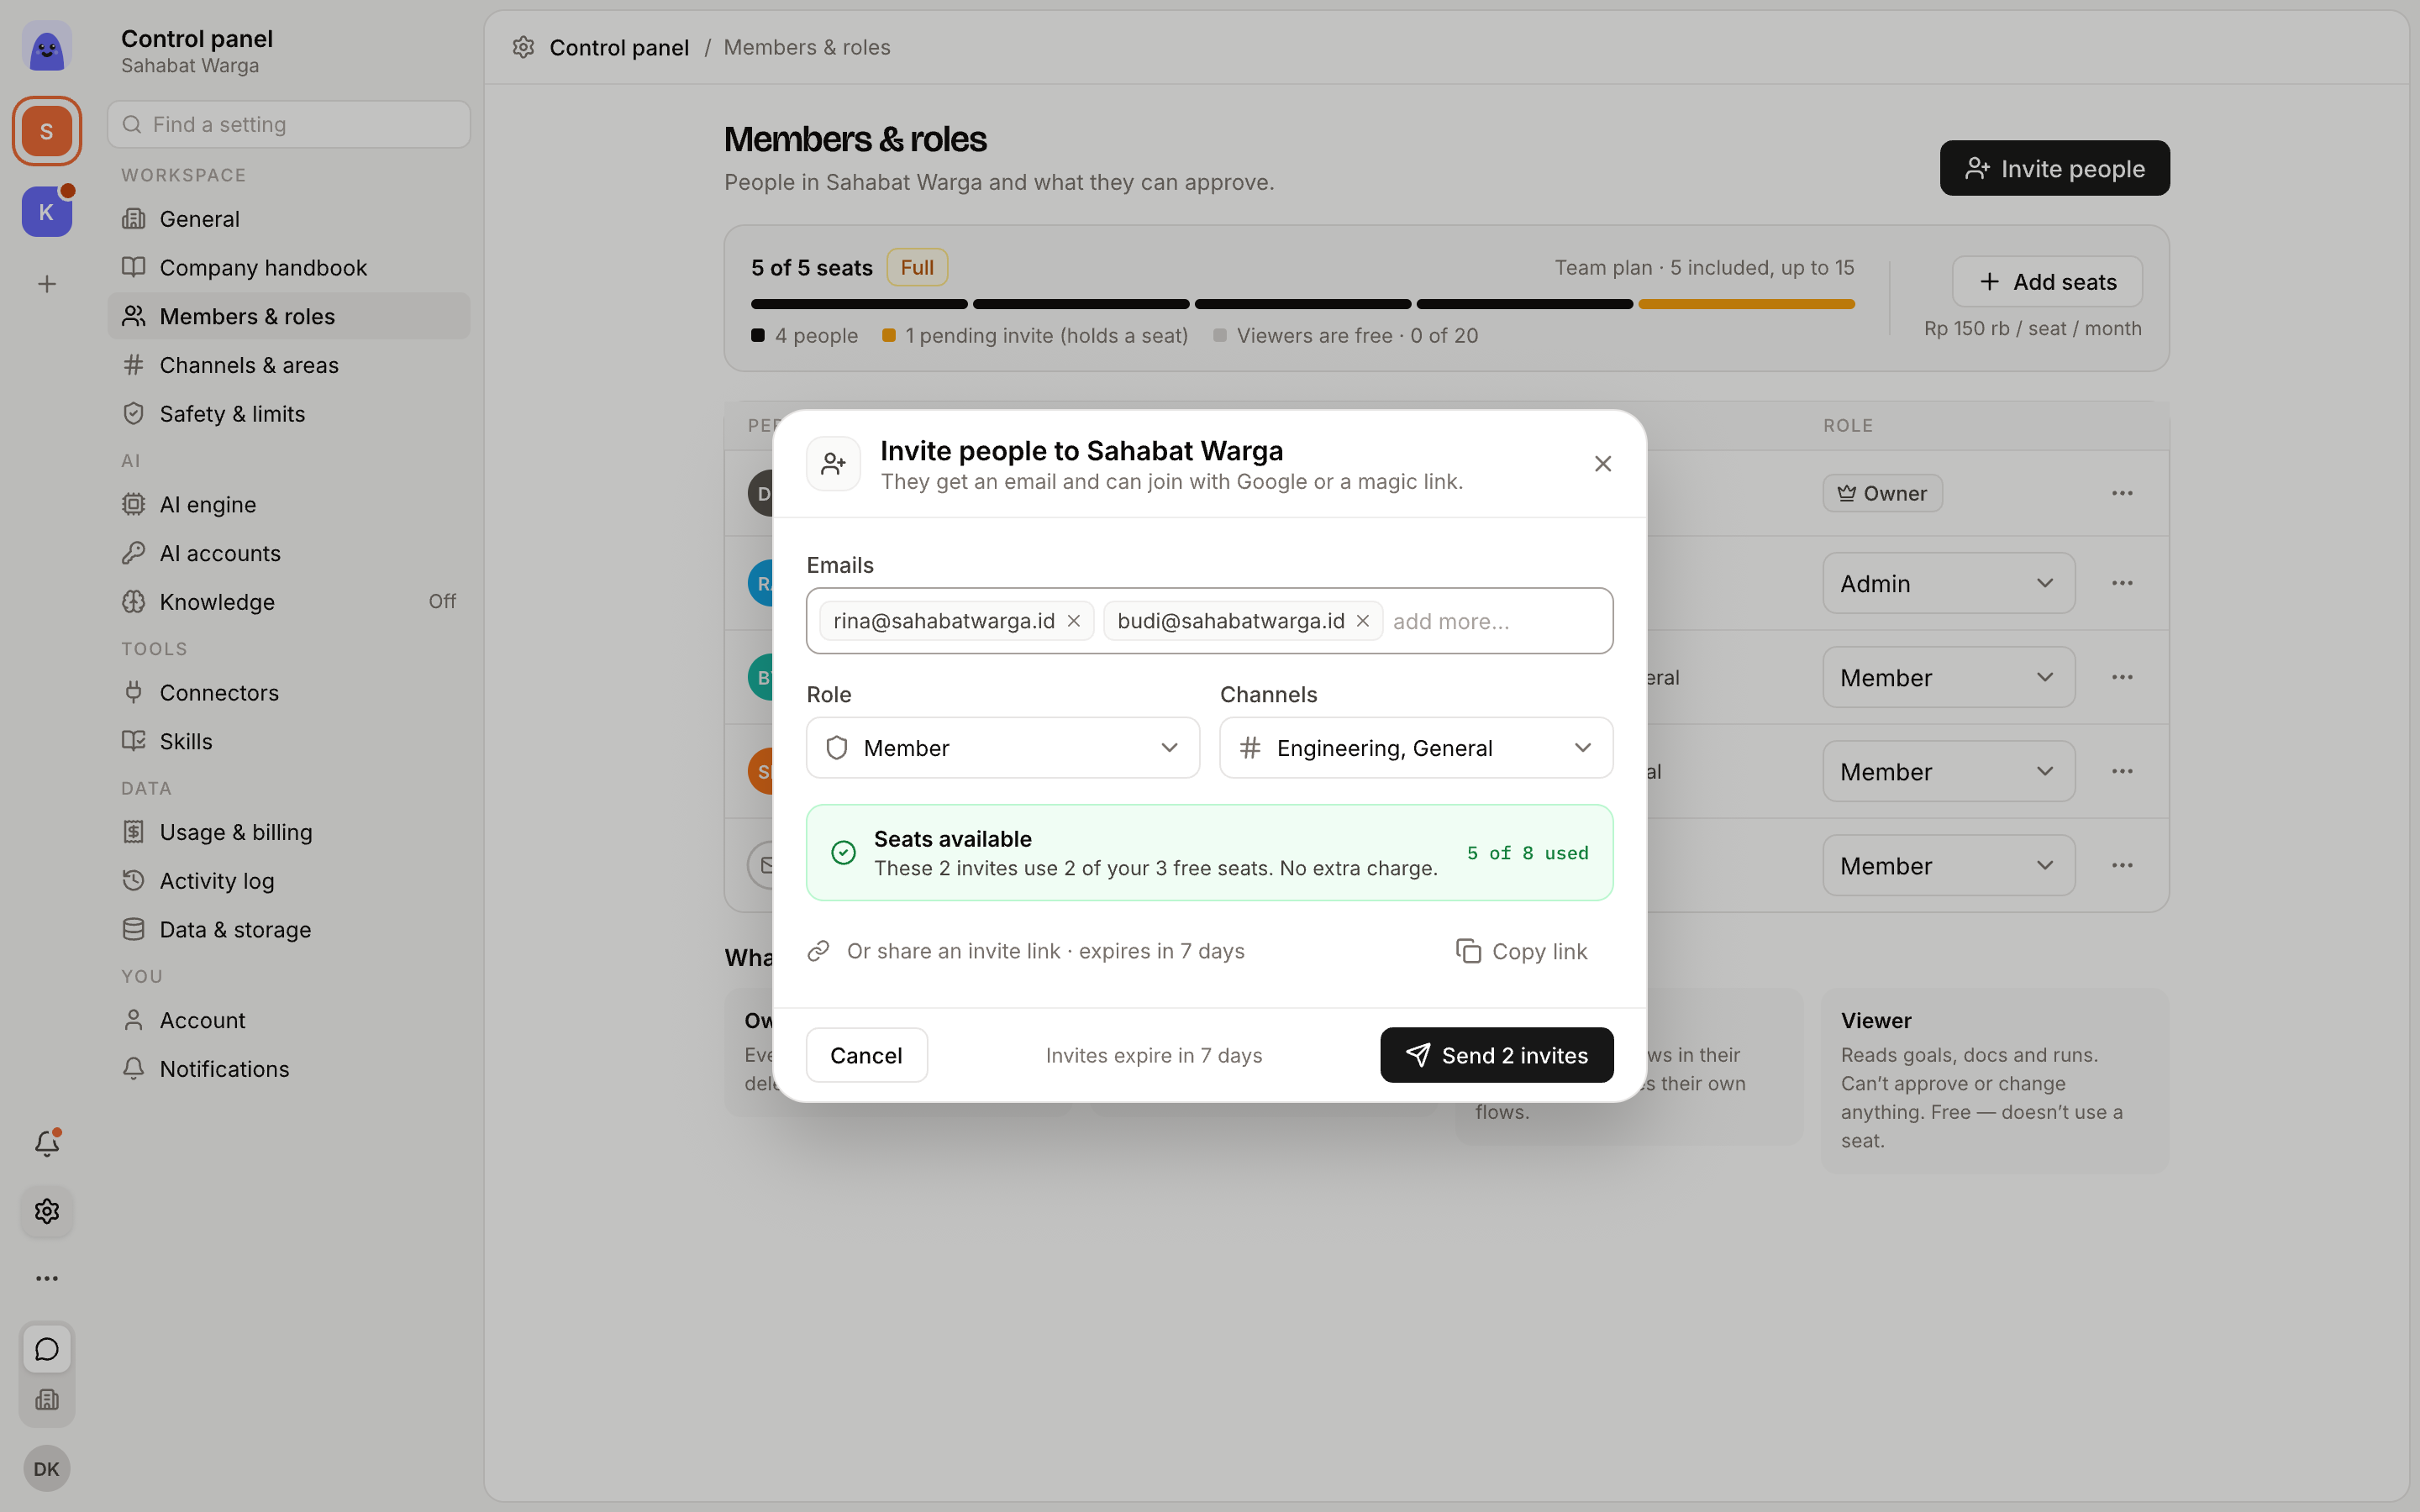 Control panel
Sahabat Warga
S
K
Find a setting
WORKSPACE
General
Company handbook
Members & roles
Channels & areas
Safety & limits
AI
AI engine
AI accounts
Knowledge Off
TOOLS
Connectors
Skills
DATA
Usage & billing
Activity log
Data & storage
YOU
Account
Notifications
DK
Control panel / Members & roles
Members & roles
People in Sahabat Warga and what they can approve.
Invite people
5 of 5 seats Full Team plan · 5 included, up to 15
4 people 1 pending invite (holds a seat) Viewers are free · 0 of 20
Add seats
Rp 150 rb / seat / month
ROLE
Owner
Admin
Member
Member
Member
Invite people to Sahabat Warga
They get an email and can join with Google or a magic link.
Emails
rina@sahabatwarga.id budi@sahabatwarga.id add more...
Role Channels
Member Engineering, General
Seats available
These 2 invites use 2 of your 3 free seats. No extra charge.
5 of 8 used
Or share an invite link · expires in 7 days Copy link
Cancel Invites expire in 7 days Send 2 invites
in their
their own
flows.
Viewer
Reads goals, docs and runs.
Can’t approve or change
anything. Free — doesn’t use a
seat.